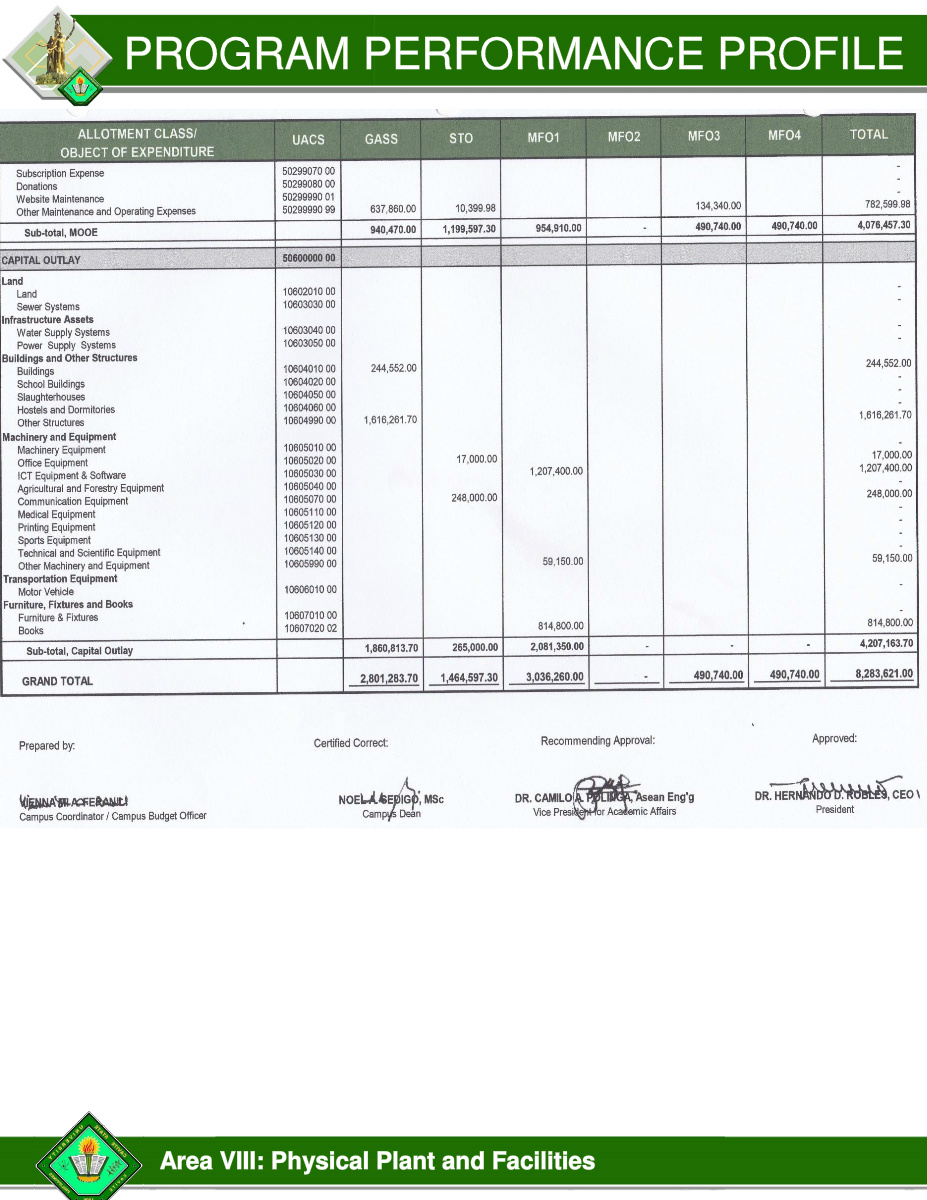 PROGRAM PERFORMANCE PROFILE
ALLOTMENT CLASS/ OBJECT OF EXPENDITURE UACS GASS STO MFO1 MFO2 MFO3 MFO4 TOTAL
Subscription Expense 50299070 00 -
Donations 50299080 00 -
Website Maintenance 50299990 01 -
Other Maintenance and Operating Expenses 50299990 99 637,860.00 10,399.98 134,340.00 782,599.98
Sub-total, MOOE 940,470.00 1,199,597.30 954,910.00 - 490,740.00 490,740.00 4,076,457.30
CAPITAL OUTLAY 50600000 00
Land
Land 10602010 00 -
Sewer Systems 10603030 00 -
Infrastructure Assets
Water Supply Systems 10603040 00 -
Power Supply Systems 10603050 00 -
Buildings and Other Structures
Buildings 10604010 00 244,552.00 244,552.00
School Buildings 10604020 00 -
Slaughterhouses 10604050 00 -
Hostels and Dormitories 10604060 00 -
Other Structures 10604990 00 1,616,261.70 1,616,261.70
Machinery and Equipment
Machinery Equipment 10605010 00 -
Office Equipment 10605020 00 17,000.00 17,000.00
ICT Equipment & Software 10605030 00 1,207,400.00 1,207,400.00
Agricultural and Forestry Equipment 10605040 00 -
Communication Equipment 10605070 00 248,000.00 248,000.00
Medical Equipment 10605110 00 -
Printing Equipment 10605120 00 -
Sports Equipment 10605130 00 -
Technical and Scientific Equipment 10605140 00 -
Other Machinery and Equipment 10605990 00 59,150.00 59,150.00
Transportation Equipment
Motor Vehicle 10606010 00 -
Furniture, Fixtures and Books
Furniture & Fixtures 10607010 00 -
Books 10607020 02 814,800.00 814,800.00
Sub-total, Capital Outlay 1,860,813.70 265,000.00 2,081,350.00 - - - 4,207,163.70
GRAND TOTAL 2,801,283.70 1,464,597.30 3,036,260.00 - 490,740.00 490,740.00 8,283,621.00
Prepared by: Certified Correct: Recommending Approval: Approved:
NOEL A. SEDIGO, MSc DR. CAMILO A. POLINGA, Asean Eng'g DR. HERNANDO D. ROBLES, CEO
Campus Coordinator / Campus Budget Officer Campus Dean Vice President for Academic Affairs President
Area VIII: Physical Plant and Facilities